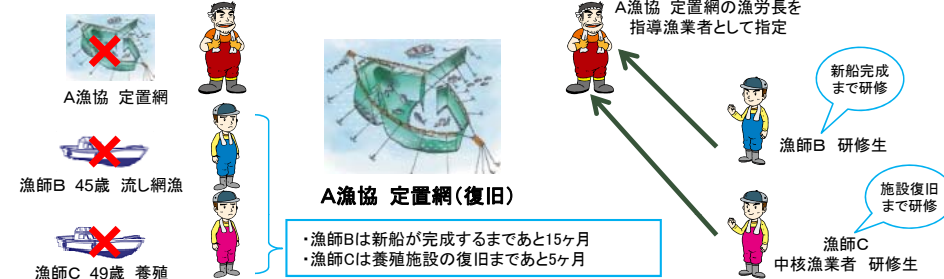 A漁協 定置網
漁師B 45歳 流し網漁
漁師C 49歳 養殖
A漁協 定置網(復旧)
・漁師Bは新船が完成するまであと15ヶ月
・漁師Cは養殖施設の復旧まであと5ヶ月
A漁協 定置網の漁労長を
指導漁業者として指定
新船完成
まで研修
漁師B 研修生
施設復旧
まで研修
漁師C
中核漁業者 研修生